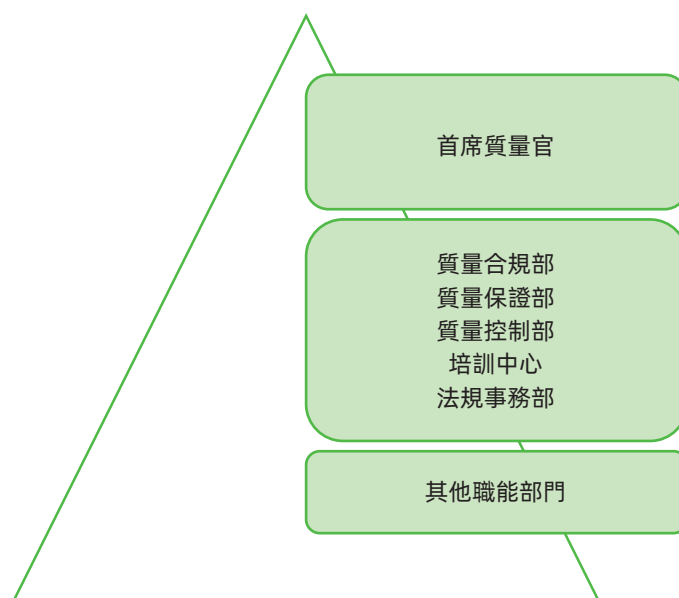 首席質量官
質量合規部
質量保證部
質量控制部
培訓中心
法規事務部
其他職能部門